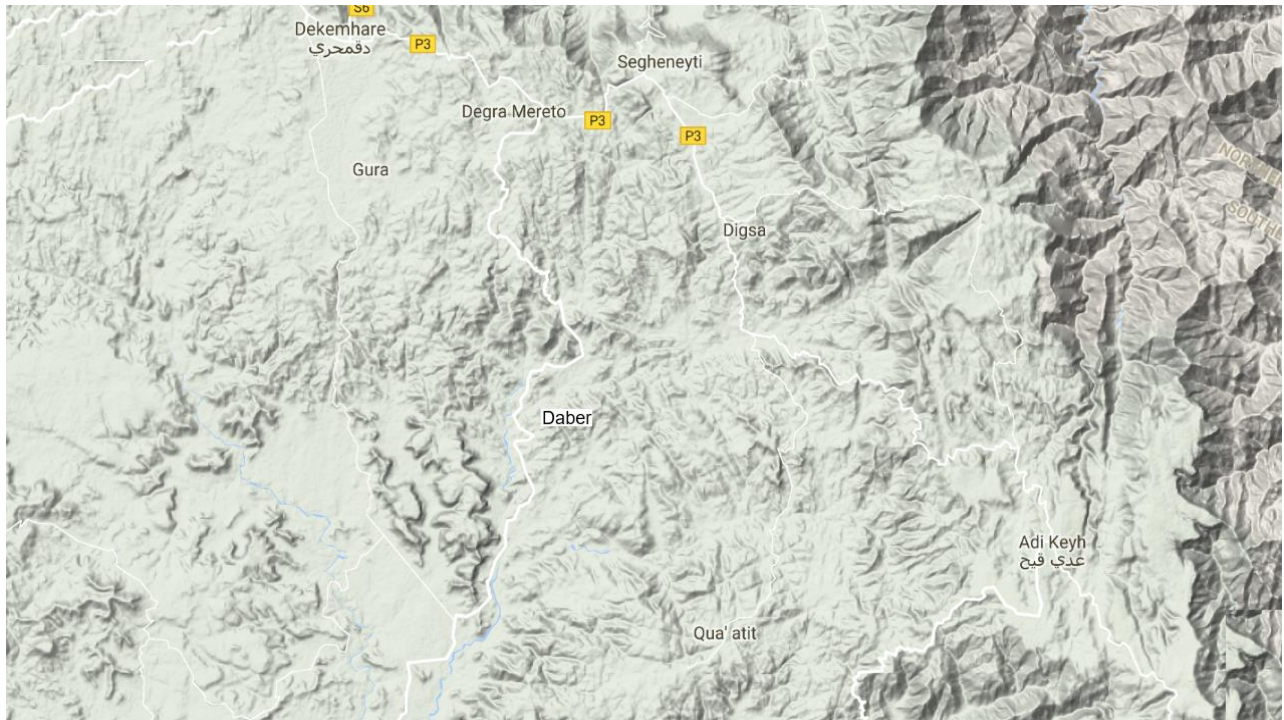 S6
Dekemhare
دقمحري
P3
Segheneyti
Degra Mereto
P3
P3
Gura
Digsa
Daber
Adi Keyh
عدي قيح
Qua' atit